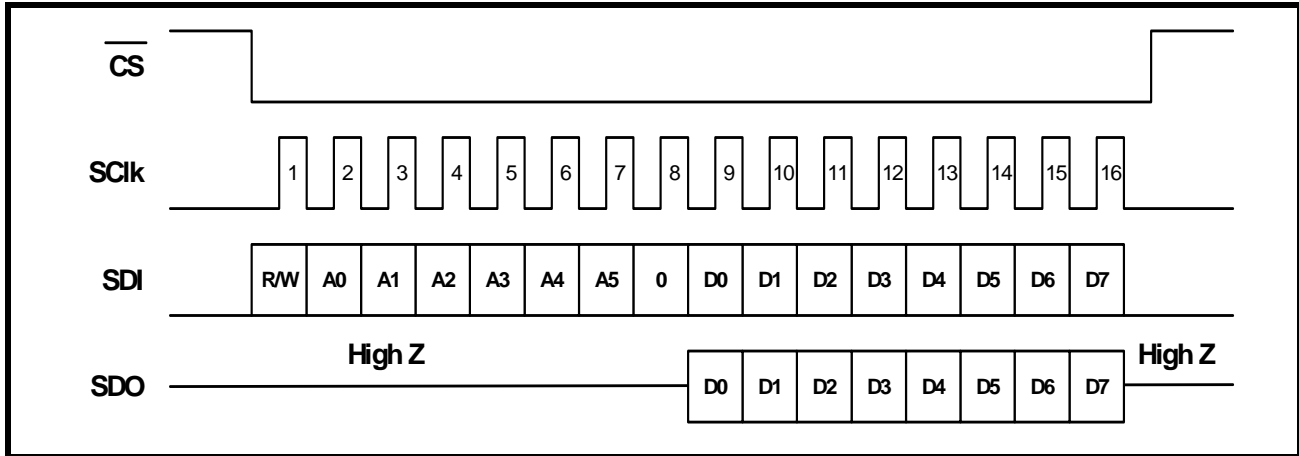 CS
SClk 1 2 3 4 5 6 7 8 9 10 11 12 13 14 15 16
SDI R/W A0 A1 A2 A3 A4 A5 0 D0 D1 D2 D3 D4 D5 D6 D7
High Z High Z
SDO D0 D1 D2 D3 D4 D5 D6 D7